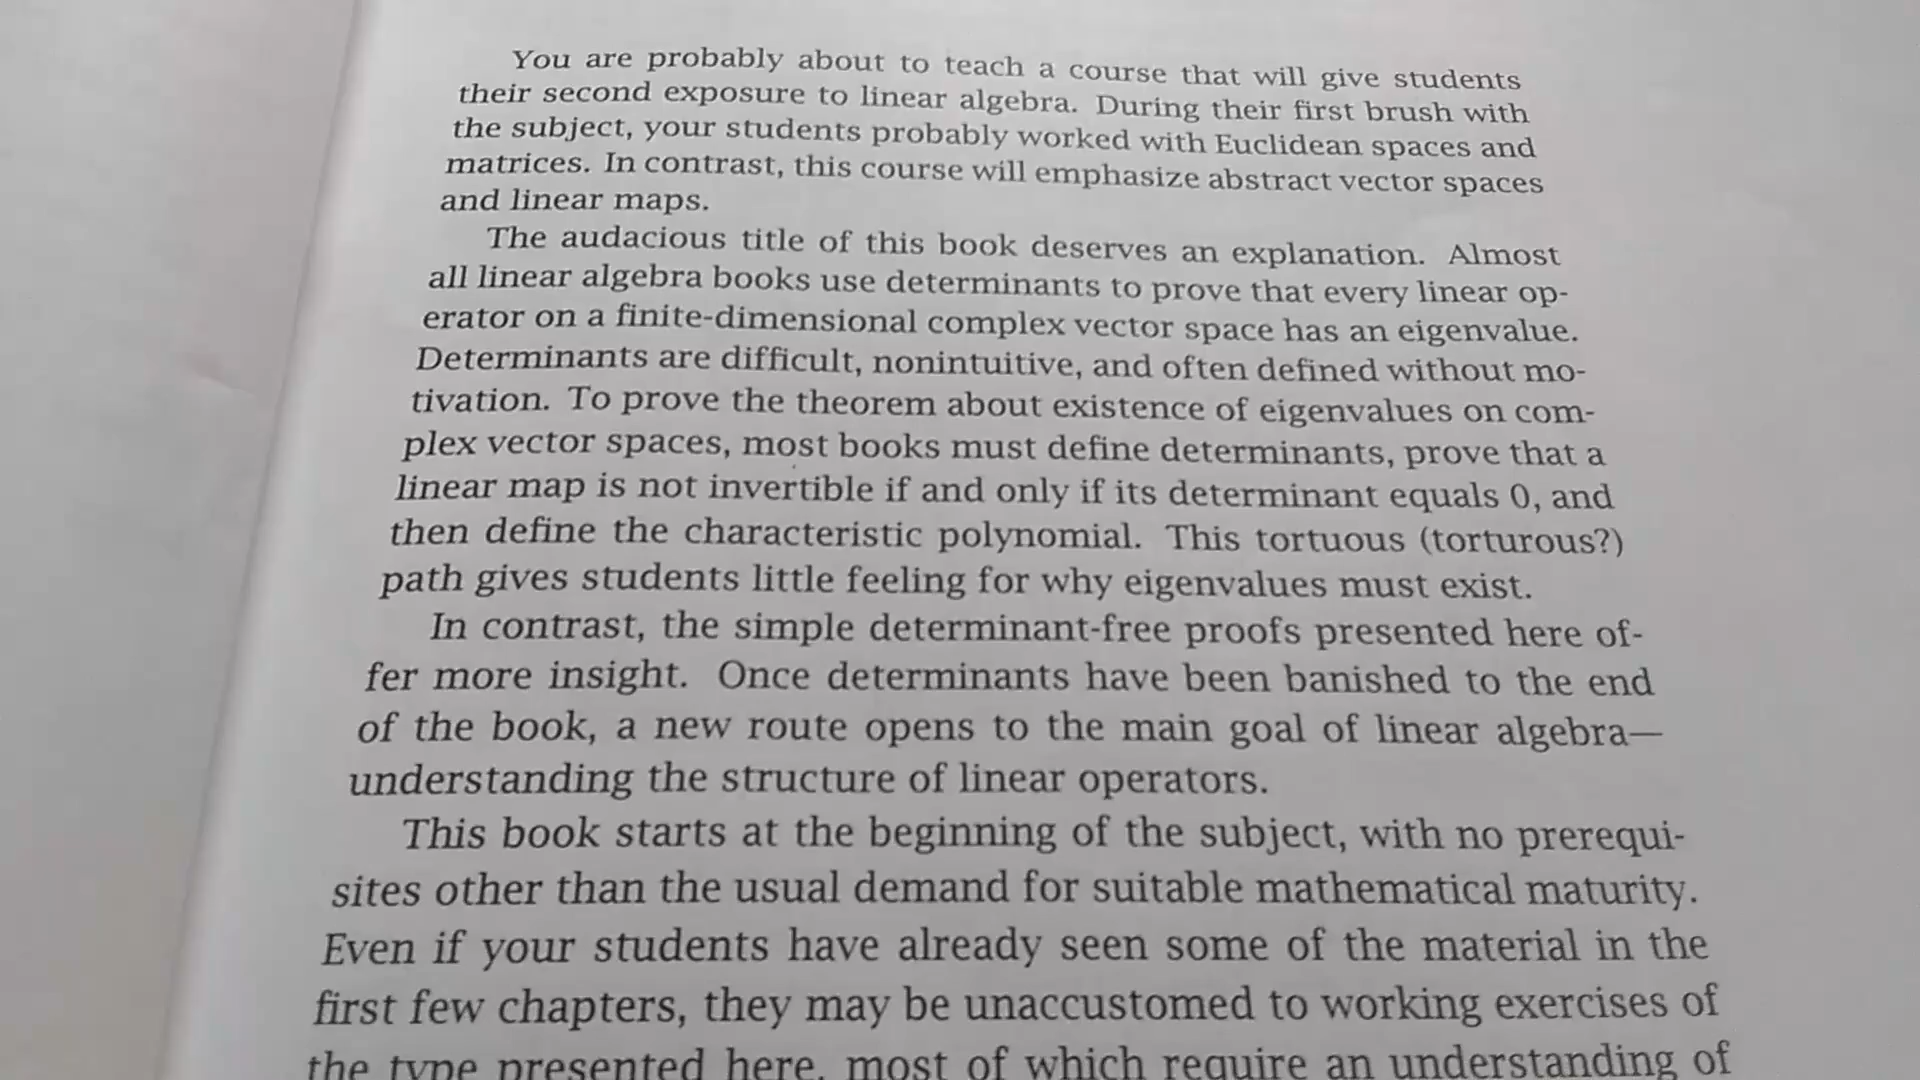 You are probably about to teach a course that will give students
their second exposure to linear algebra. During their first brush with
the subject, your students probably worked with Euclidean spaces and
matrices. In contrast, this course will emphasize abstract vector spaces
and linear maps.
The audacious title of this book deserves an explanation. Almost
all linear algebra books use determinants to prove that every linear op-
erator on a finite-dimensional complex vector space has an eigenvalue.
Determinants are difficult, nonintuitive, and often defined without mo-
tivation. To prove the theorem about existence of eigenvalues on com-
plex vector spaces, most books must define determinants, prove that a
linear map is not invertible if and only if its determinant equals 0, and
then define the characteristic polynomial. This tortuous (torturous?)
path gives students little feeling for why eigenvalues must exist.
In contrast, the simple determinant-free proofs presented here of-
fer more insight. Once determinants have been banished to the end
of the book, a new route opens to the main goal of linear algebra—
understanding the structure of linear operators.
This book starts at the beginning of the subject, with no prerequi-
sites other than the usual demand for suitable mathematical maturity.
Even if your students have already seen some of the material in the
first few chapters, they may be unaccustomed to working exercises of
the type presented here, most of which require an understanding of